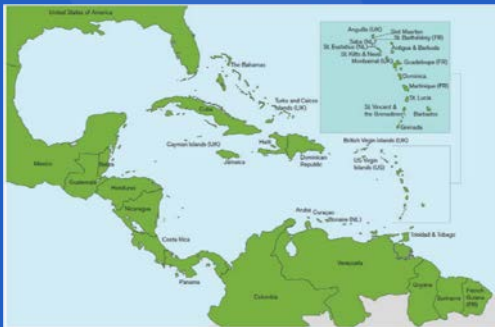 United States of America
Anguilla (UK)
Sint Maarten
St. Barthélemy (FR)
Saba (NL)
St. Eustatius (NL)
Antigua & Barbuda
St. Kitts & Nevis
Montserrat (UK)
Guadeloupe (FR)
Dominica
Martinique (FR)
St. Lucia
St. Vincent &
the Grenadines
Barbados
Grenada
The Bahamas
Cuba
Turks and Caicos
Islands (UK)
Cayman Islands (UK)
Jamaica
Haiti
Dominican
Republic
British Virgin Islands (UK)
US Virgin
Islands (US)
Mexico
Belize
Guatemala
Honduras
Nicaragua
Costa Rica
Panama
Aruba
Curaçao
Bonaire (NL)
Trinidad & Tobago
Venezuela
Colombia
Guyana
Suriname
French
Guiana
(FR)